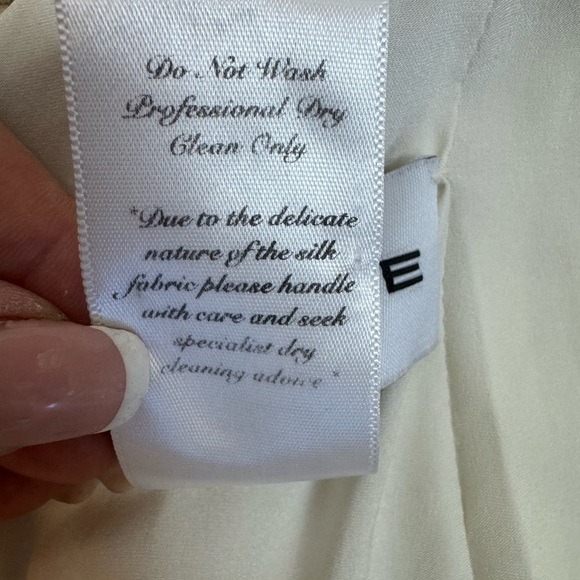 Do Not Wash
Professional Dry
Clean Only
"Due to the delicate
nature of the silk
fabric please handle
with care and seek
specialist dry
cleaning advice "
E